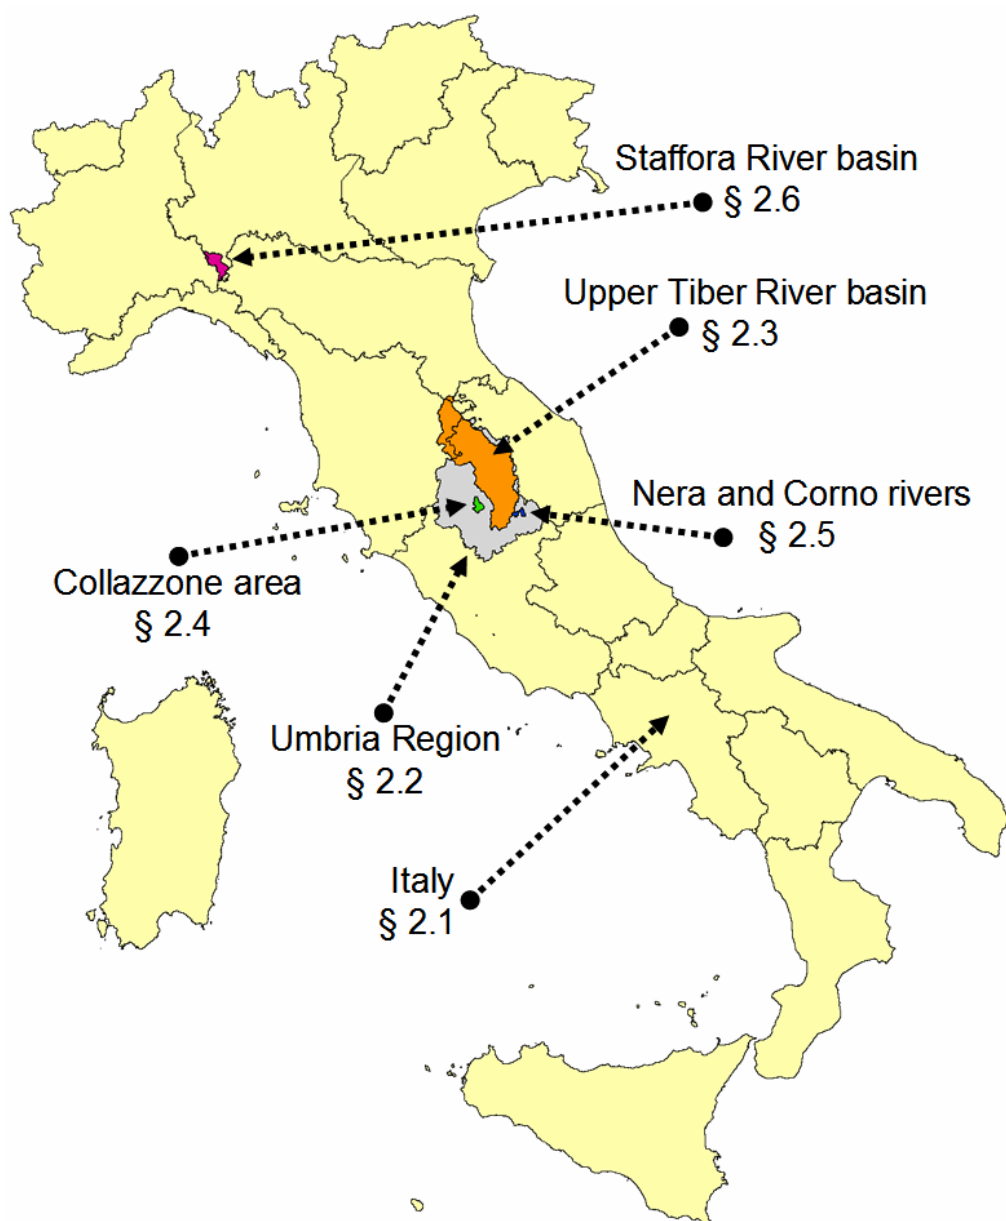 Staffora River basin
§ 2.6
Upper Tiber River basin
§ 2.3
Nera and Corno rivers
§ 2.5
Collazzone area
§ 2.4
Umbria Region
§ 2.2
Italy
§ 2.1